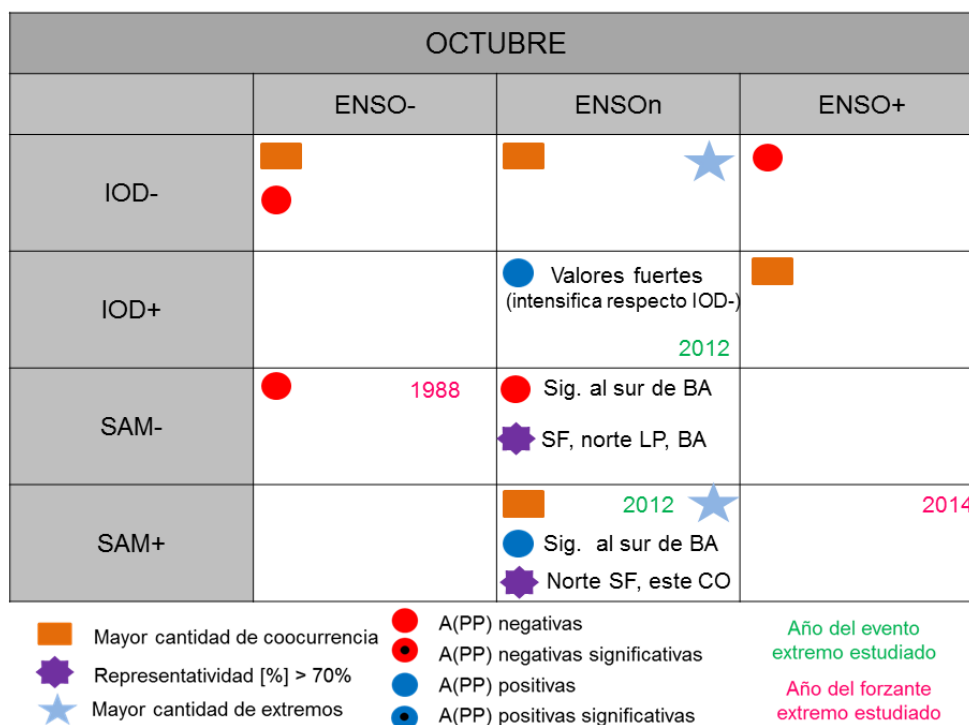 OCTUBRE
ENSO- ENSOn ENSO+
IOD-
IOD+
Valores fuertes
(intensifica respecto IOD-)
2012
SAM-
1988
Sig. al sur de BA
SF, norte LP, BA
SAM+
2012
Sig. al sur de BA
Norte SF, este CO
2014
Mayor cantidad de coocurrencia
Representatividad [%] > 70%
Mayor cantidad de extremos
A(PP) negativas
A(PP) negativas significativas
A(PP) positivas
A(PP) positivas significativas
Año del evento
extremo estudiado
Año del forzante
extremo estudiado